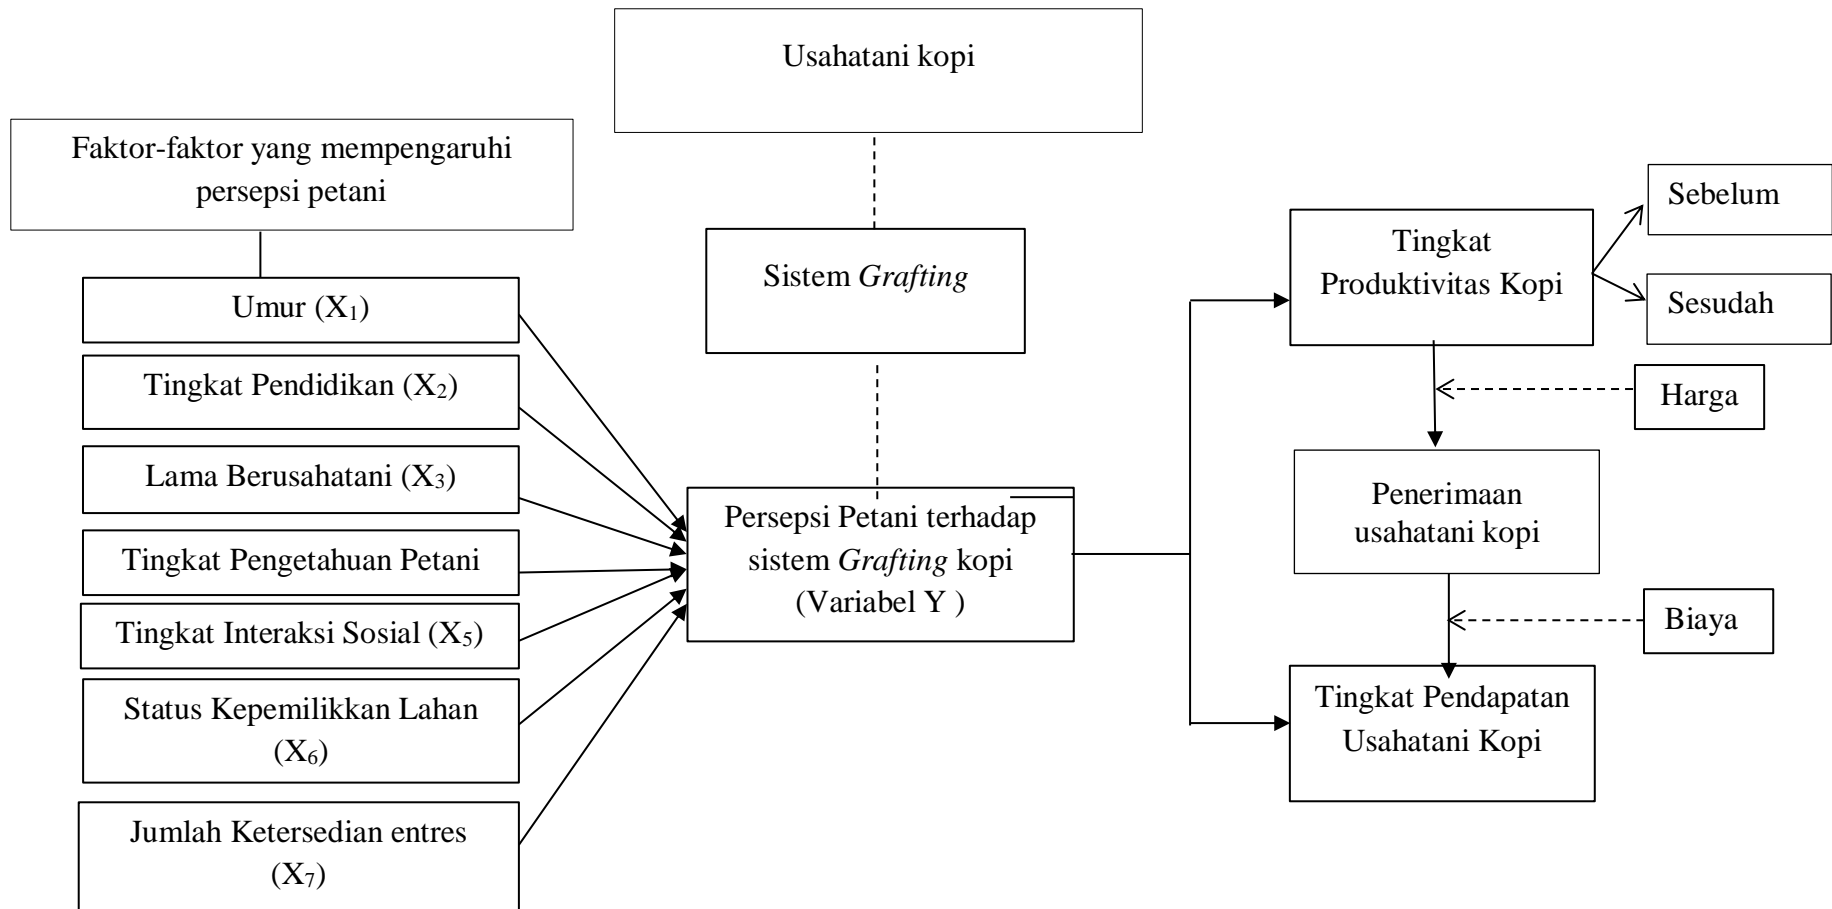 Usahatani kopi
Faktor-faktor yang mempengaruhi
persepsi petani
Umur (X₁)
Tingkat Pendidikan (X₂)
Lama Berusahatani (X₃)
Tingkat Pengetahuan Petani
Tingkat Interaksi Sosial (X₅)
Status Kepemilikkan Lahan
(X₆)
Jumlah Ketersedian entres
(X₇)
Sistem Grafting
Persepsi Petani terhadap
sistem Grafting kopi
(Variabel Y )
Tingkat
Produktivitas Kopi
Sebelum
Sesudah
Harga
Penerimaan
usahatani kopi
Biaya
Tingkat Pendapatan
Usahatani Kopi